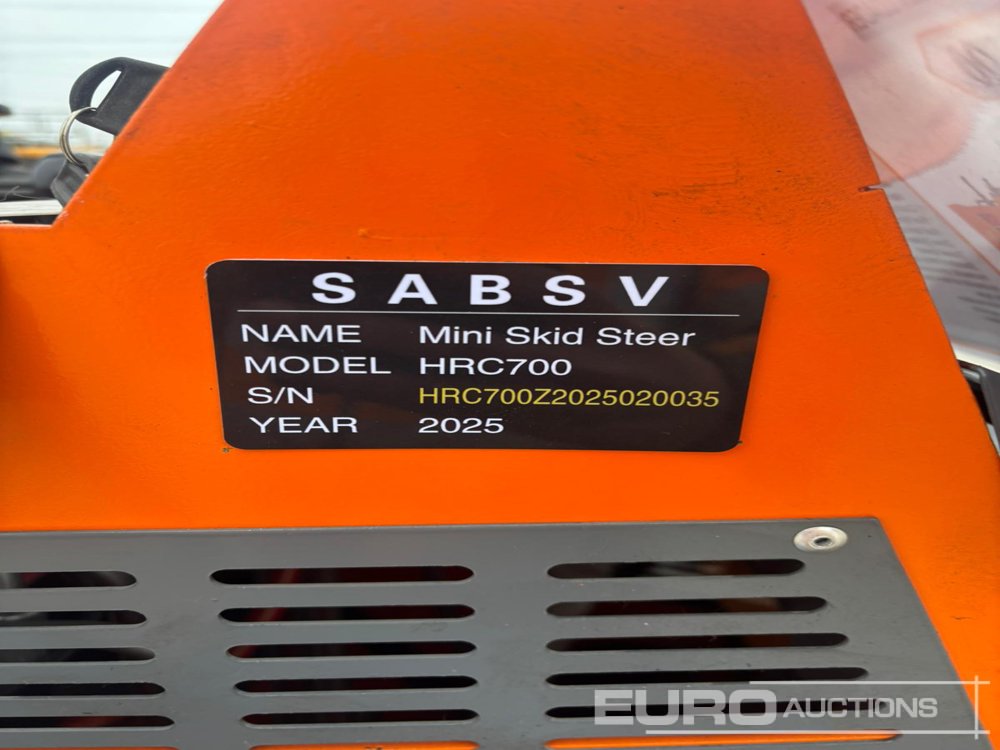 SABSV
NAME Mini Skid Steer
MODEL HRC700
S/N HRC700Z2025020035
YEAR 2025
EURO AUCTIONS